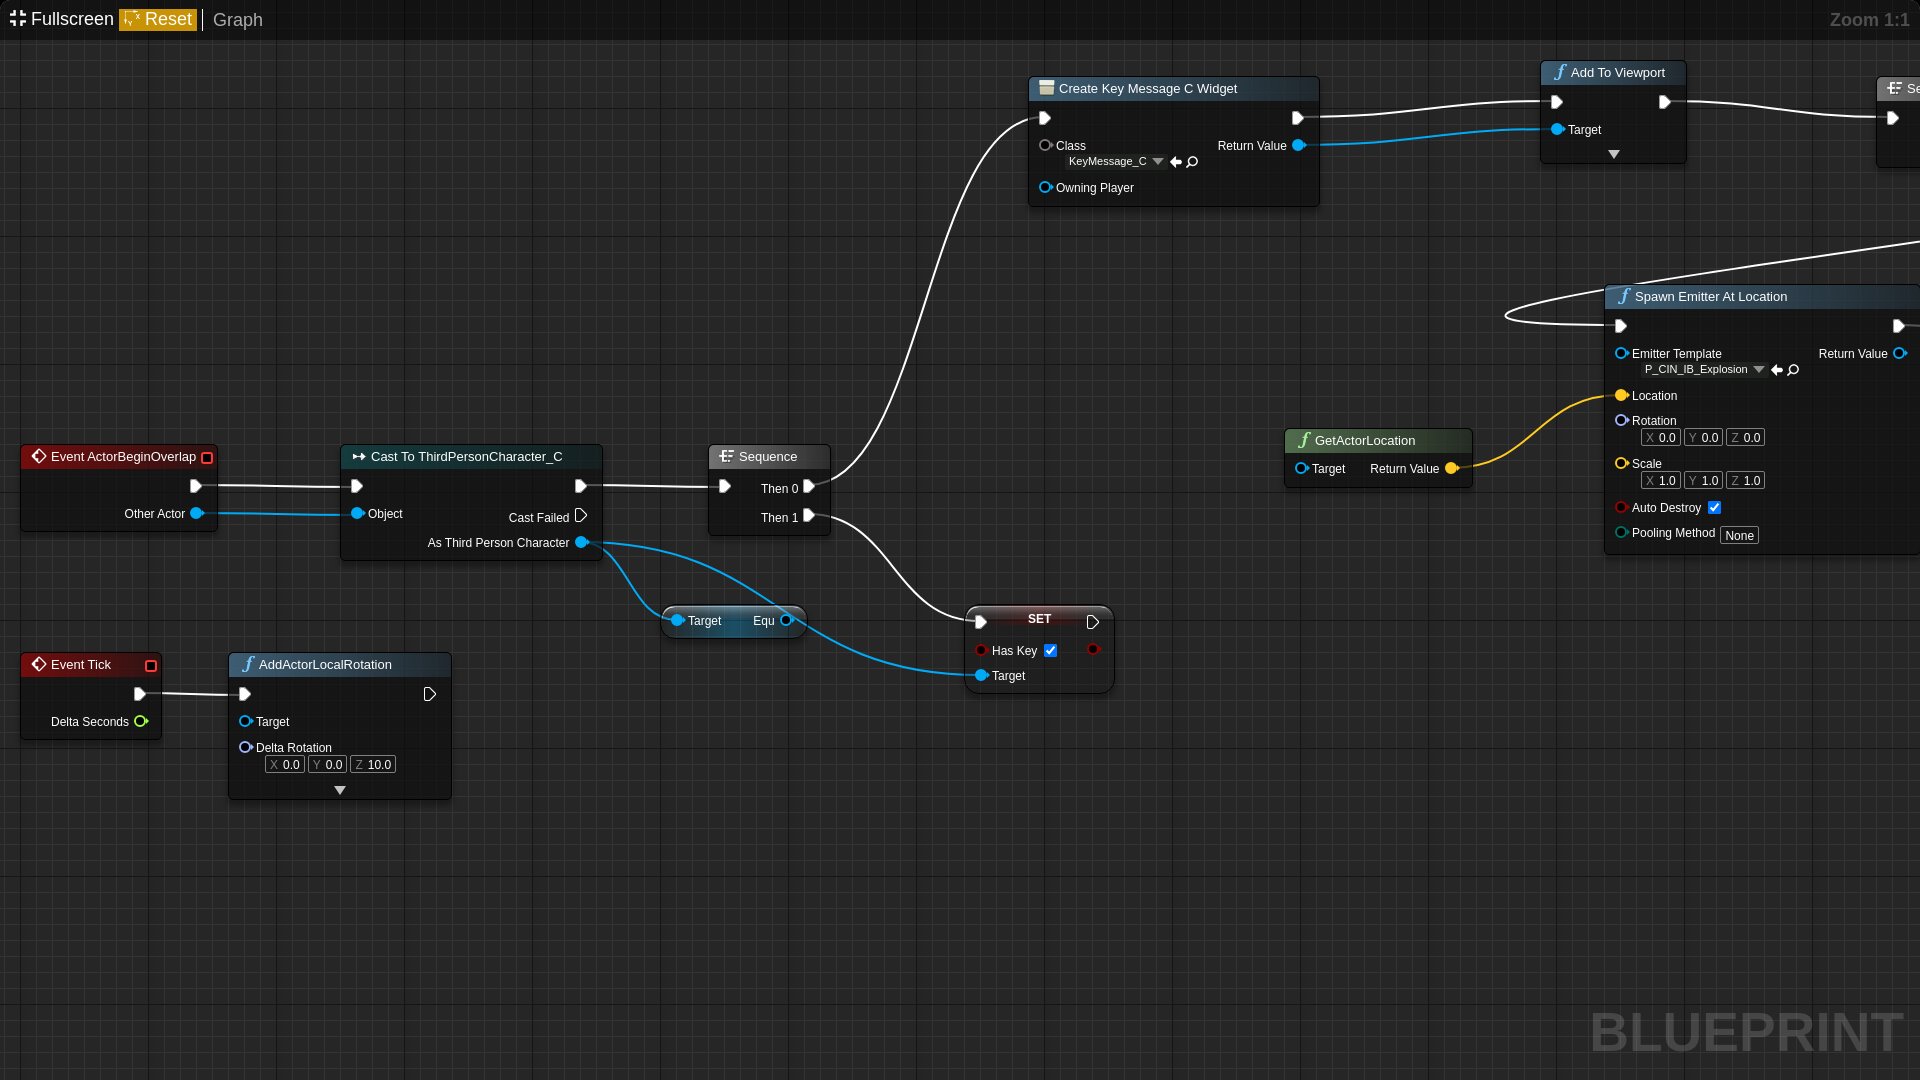 Fullscreen Reset Graph
Zoom 1:1
Create Key Message C Widget
Class
KeyMessage_C
Owning Player
Return Value
Add To Viewport
Target
Se
Spawn Emitter At Location
Emitter Template
P_CIN_IB_Explosion
Return Value
Location
Rotation
X 0.0 Y 0.0 Z 0.0
Scale
X 1.0 Y 1.0 Z 1.0
Auto Destroy
Pooling Method None
GetActorLocation
Target Return Value
Event ActorBeginOverlap
Other Actor
Cast To ThirdPersonCharacter_C
Object
Cast Failed
As Third Person Character
Sequence
Then 0
Then 1
Target Equ
SET
Has Key
Target
Event Tick
Delta Seconds
AddActorLocalRotation
Target
Delta Rotation
X 0.0 Y 0.0 Z 10.0
BLUEPRINT